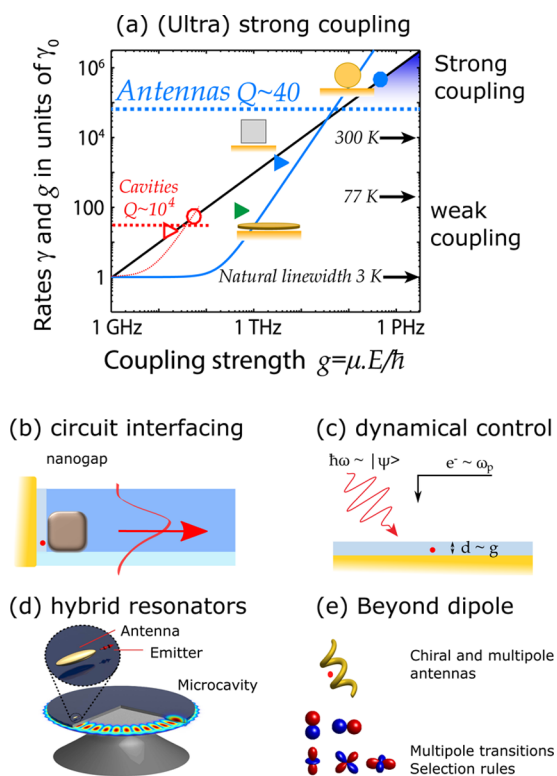 (a) (Ultra) strong coupling
Rates γ and g in units of γ₀
10⁶
10⁴
100
1
Antennas Q~40
Cavities
Q~10⁴
300 K
77 K
Natural linewidth 3 K
Strong
coupling
weak
coupling
1 GHz
1 THz
1 PHz
Coupling strength g=μ.E/ħ
(b) circuit interfacing
nanogap
(c) dynamical control
ħω ~ |ψ>
e⁻ ~ ωₚ
d ~ g
(d) hybrid resonators
Antenna
Emitter
Microcavity
(e) Beyond dipole
Chiral and multipole
antennas
Multipole transitions
Selection rules